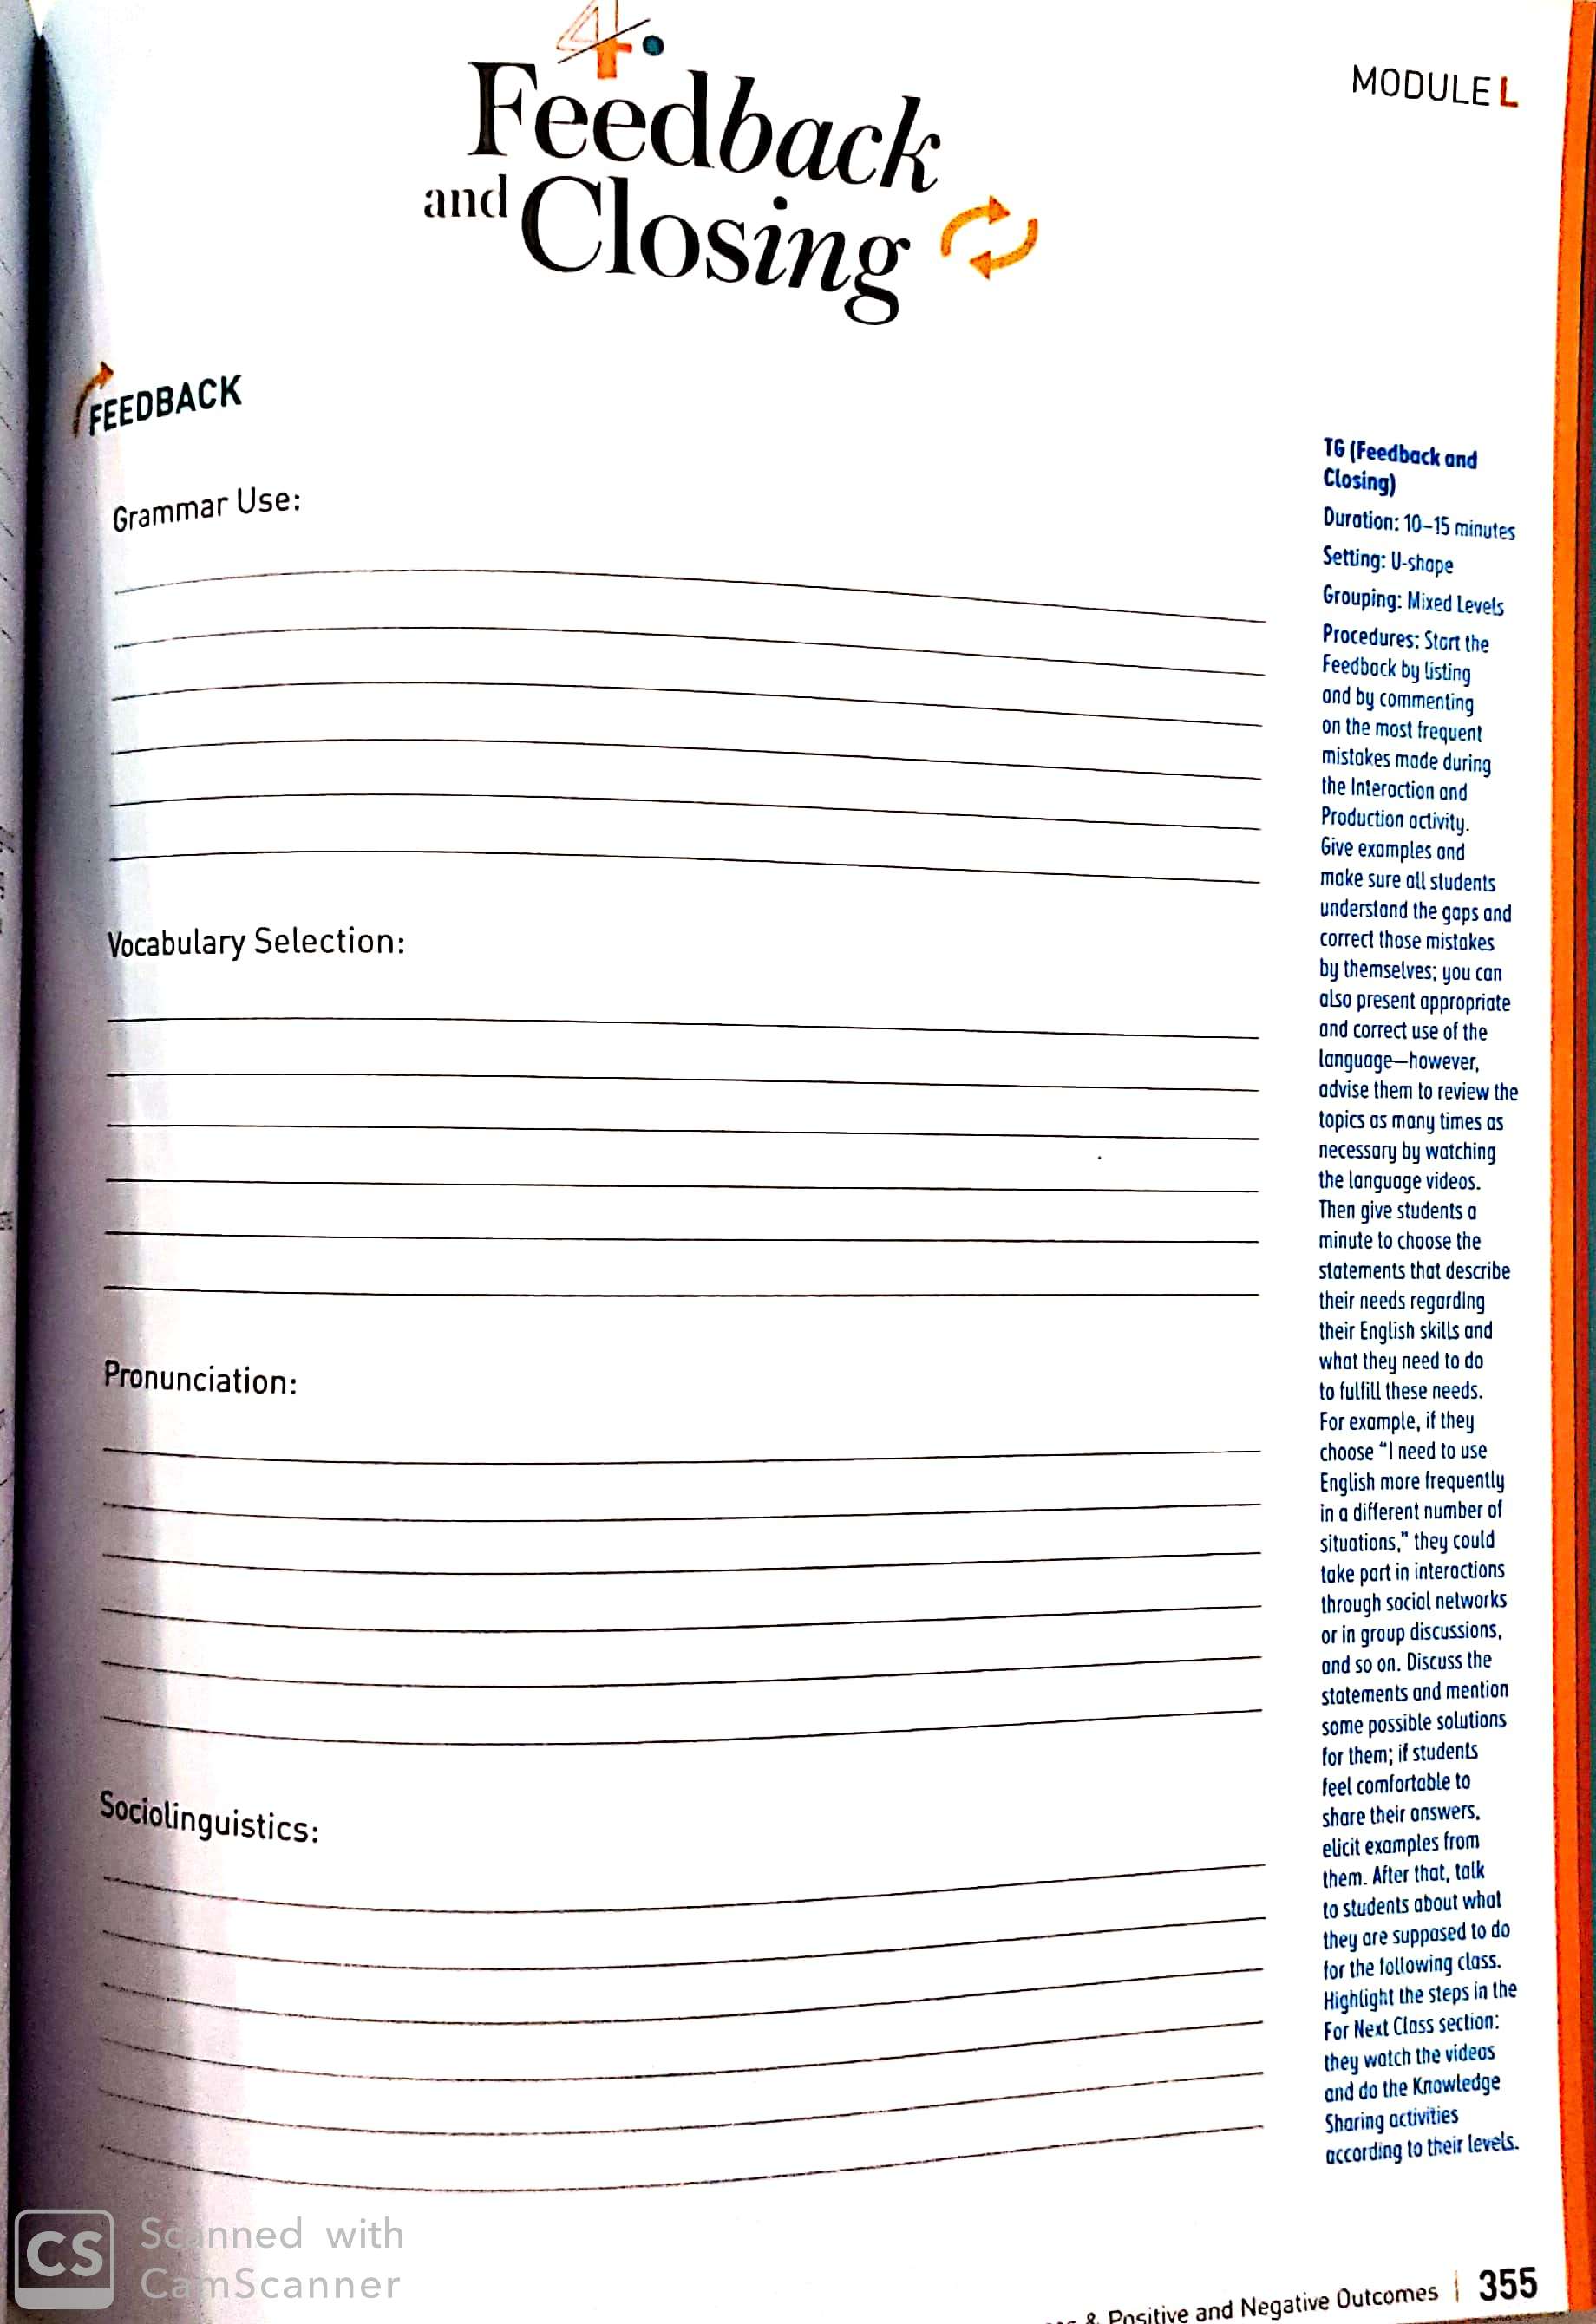 4.
MODULE L
Feedback
and Closing
FEEDBACK
Grammar Use:
Vocabulary Selection:
Pronunciation:
Sociolinguistics:
TG (Feedback and
Closing)
Duration: 10–15 minutes
Setting: U-shape
Grouping: Mixed Levels
Procedures: Start the
Feedback by listing
and by commenting
on the most frequent
mistakes made during
the Interaction and
Production activity.
Give examples and
make sure all students
understand the gaps and
correct those mistakes
by themselves; you can
also present appropriate
and correct use of the
language—however,
advise them to review the
topics as many times as
necessary by watching
the language videos.
Then give students a
minute to choose the
statements that describe
their needs regarding
their English skills and
what they need to do
to fulfill these needs.
For example, if they
choose “I need to use
English more frequently
in a different number of
situations,” they could
take part in interactions
through social networks
or in group discussions,
and so on. Discuss the
statements and mention
some possible solutions
for them; if students
feel comfortable to
share their answers,
elicit examples from
them. After that, talk
to students about what
they are supposed to do
for the following class.
Highlight the steps in the
For Next Class section:
they watch the videos
and do the Knowledge
Sharing activities
according to their levels.
& Positive and Negative Outcomes | 355
CS Scanned with
CamScanner